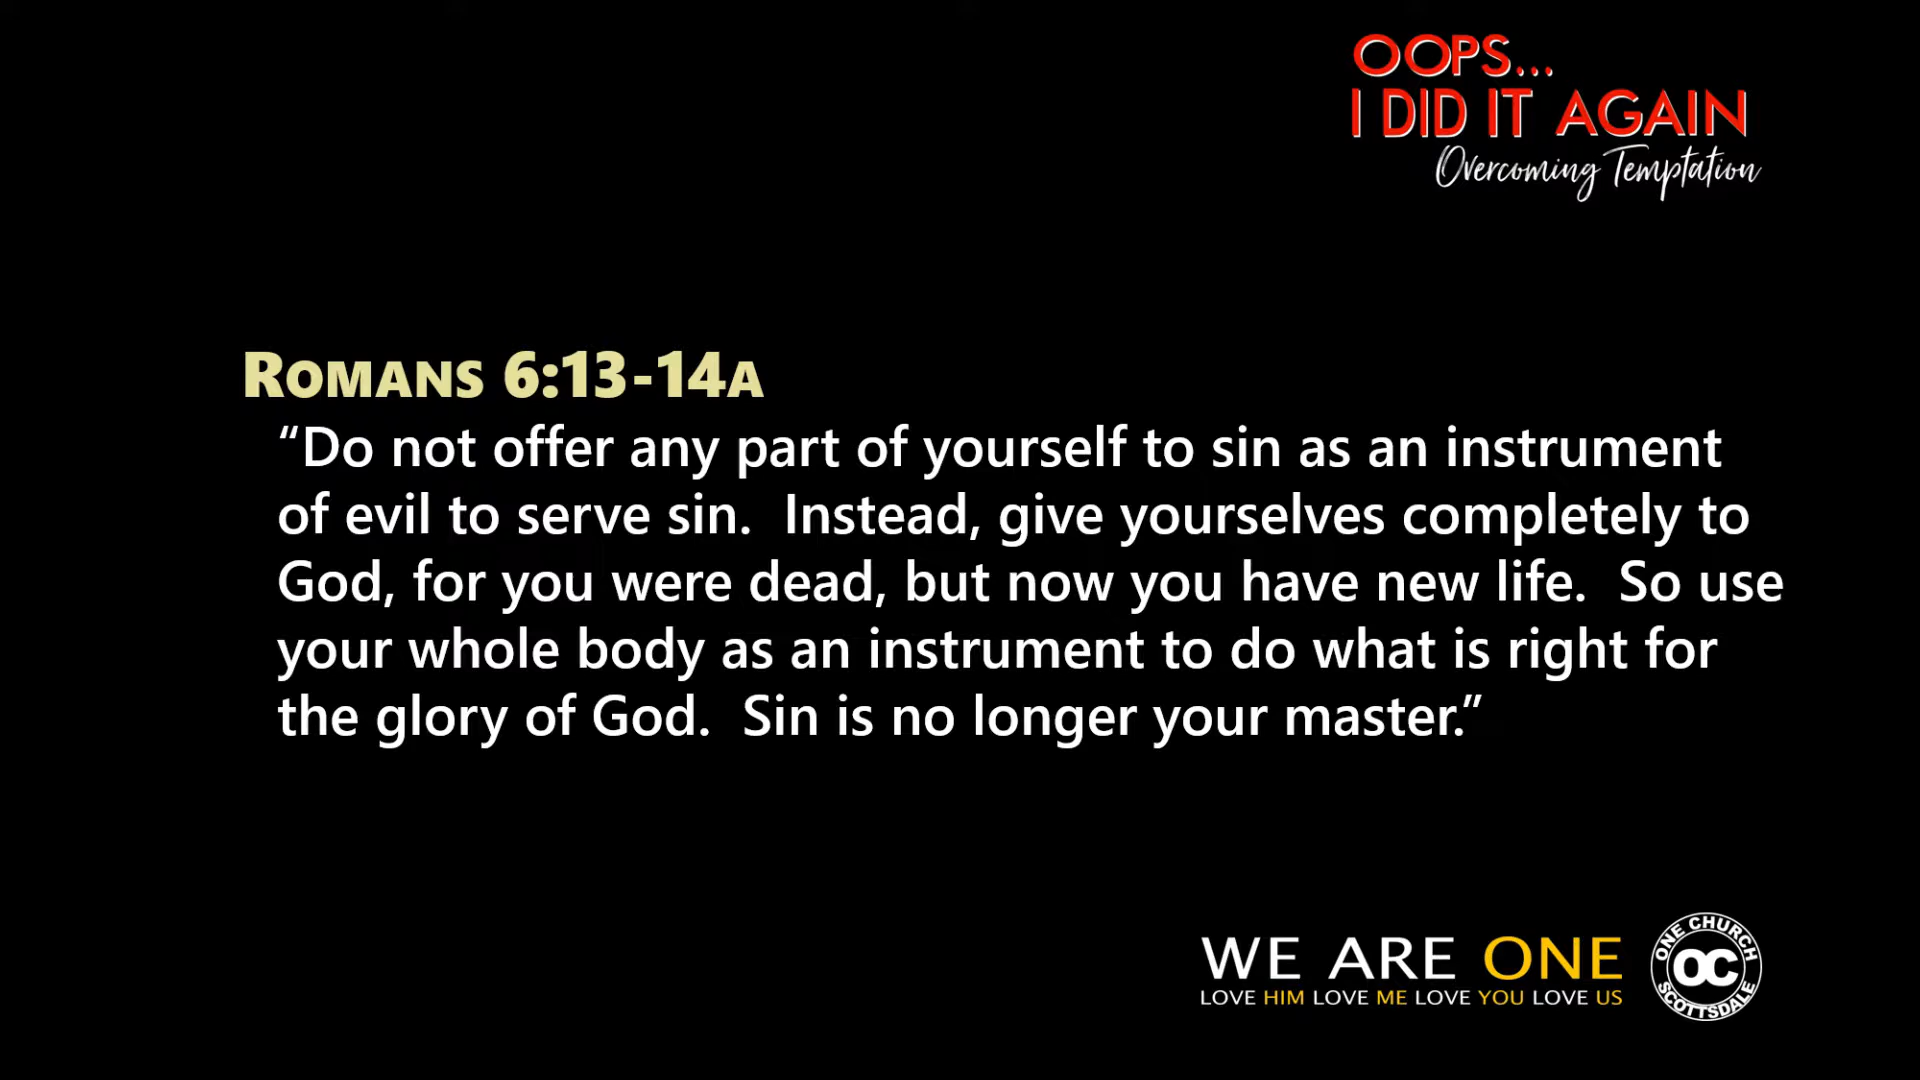 OOPS...
I DID IT AGAIN
Overcoming Temptation
ROMANS 6:13-14A
“Do not offer any part of yourself to sin as an instrument
of evil to serve sin.  Instead, give yourselves completely to
God, for you were dead, but now you have new life.  So use
your whole body as an instrument to do what is right for
the glory of God.  Sin is no longer your master.”
WE ARE ONE
LOVE HIM LOVE ME LOVE YOU LOVE US
ONE CHURCH
OC
SCOTTSDALE